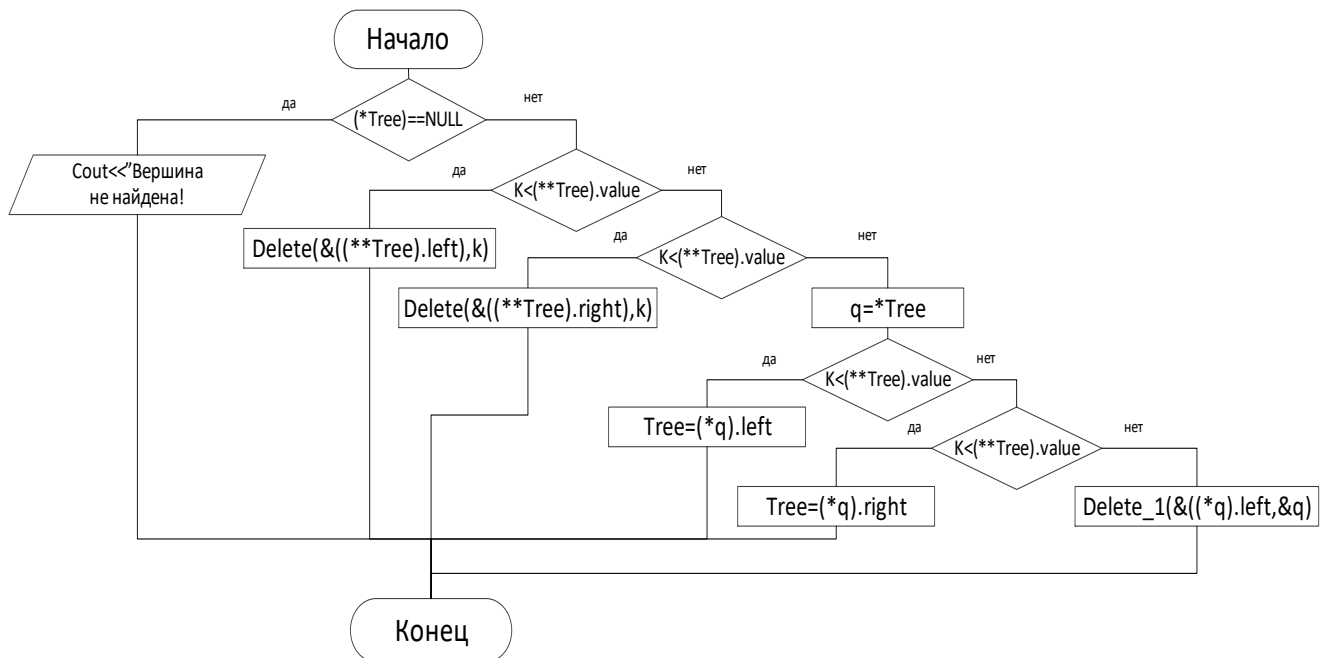 Начало
да
нет
(*Tree)==NULL
Cout<<”Вершина
не найдена!
да
нет
K<(**Tree).value
Delete(&((**Tree).left),k)
да
нет
K<(**Tree).value
Delete(&((**Tree).right),k)
q=*Tree
да
нет
K<(**Tree).value
Tree=(*q).left
да
нет
K<(**Tree).value
Tree=(*q).right
Delete_1(&((*q).left,&q)
Конец